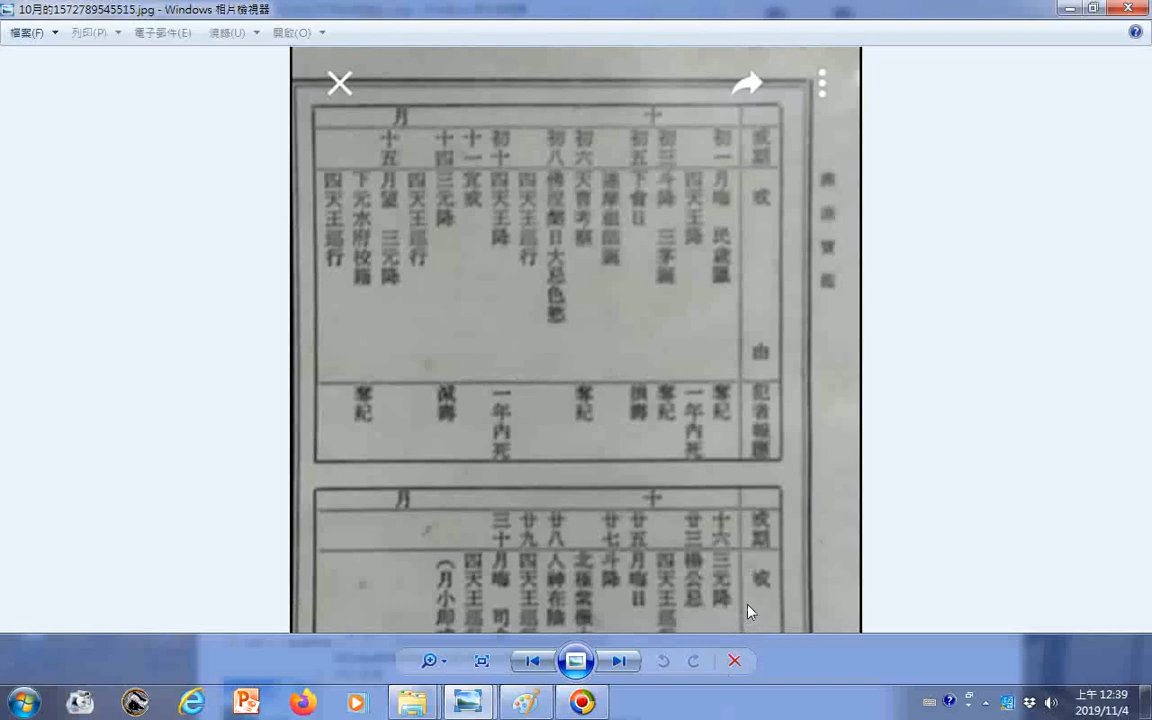 10月的1572789545515.jpg - Windows 相片檢視器
檔案(F) 列印(P) 電子郵件(E) 燒錄(U) 開啟(O)
壽源寶鑑
戒期
戒
由
犯者報應
十
月
初一
月晦 民歲臘
奪紀
四天王降
一年內死
初三
斗降 三茅誕
奪紀
初五
下會日
損壽
達摩祖師誕
初六
天曹考察
奪紀
初八
佛涅槃日大忌色慾
四天王巡行
初十
四天王降
一年內死
十一
宜戒
十四
三元降
減壽
四天王巡行
十五
月望 三元降
下元水府校籍
奪紀
四天王巡行
戒期
戒
十
月
十六
三元降
廿三
楊公忌
四天王巡
廿五
月晦日
廿七
斗降
北極紫微
廿八
人神在陰
廿九
四天王巡
三十
月晦 司
四天王巡
(月小即
上午 12:39
2019/11/4